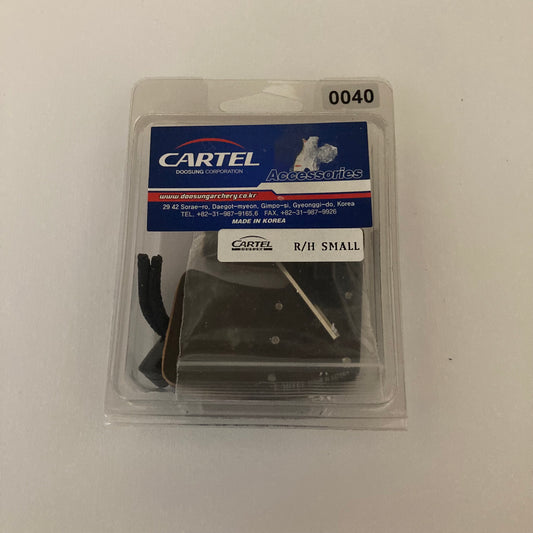 0040
CARTEL
DOOSUNG CORPORATION
Accessories
www.doosungarchery.co.kr
29 42 Sorae-ro, Daegot-myeon, Gimpo-si, Gyeonggi-do, Korea
TEL, +82-31-987-9165,6 FAX, +82-31-987-9926
MADE IN KOREA
CARTEL
DOOSUNG
R/H SMALL